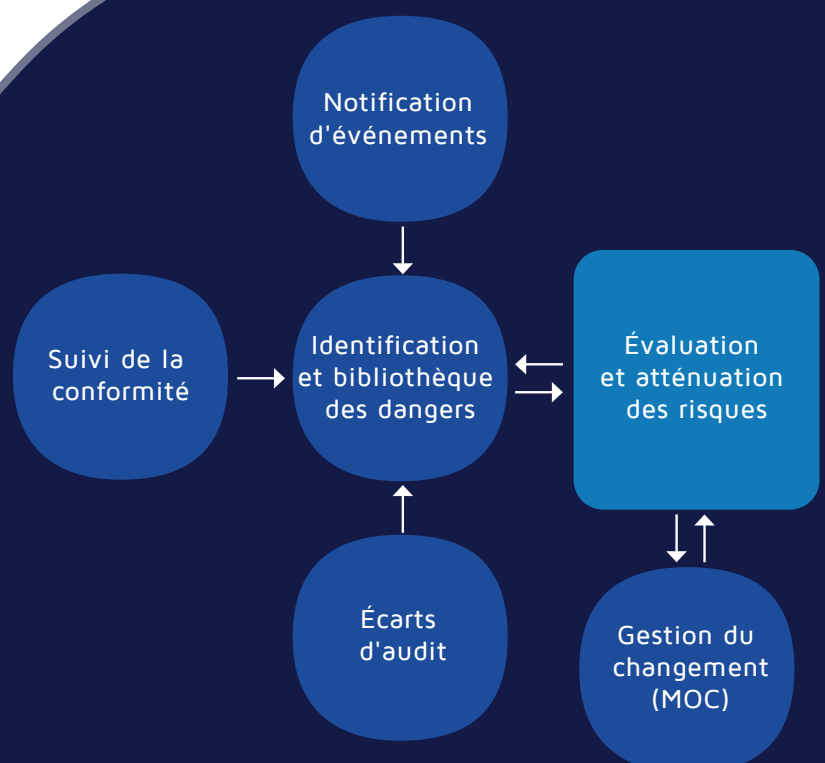 Notification
d'événements
Suivi de la
conformité
Identification
et bibliothèque
des dangers
Évaluation
et atténuation
des risques
Écarts
d'audit
Gestion du
changement
(MOC)